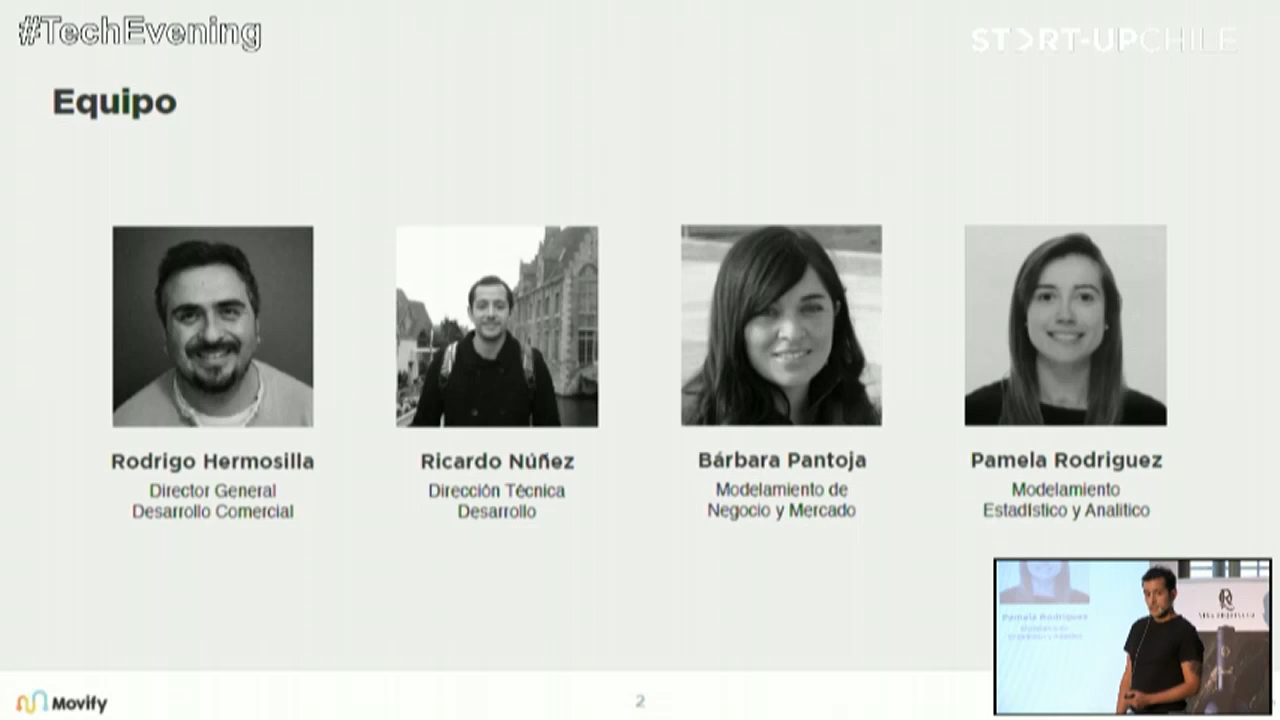 #TechEvening
START-UPCHILE
Equipo
Rodrigo Hermosilla
Director General
Desarrollo Comercial
Ricardo Núñez
Dirección Técnica
Desarrollo
Bárbara Pantoja
Modelamiento de
Negocio y Mercado
Pamela Rodriguez
Modelamiento
Estadístico y Analítico
Pamela Rodriguez
Movify
2